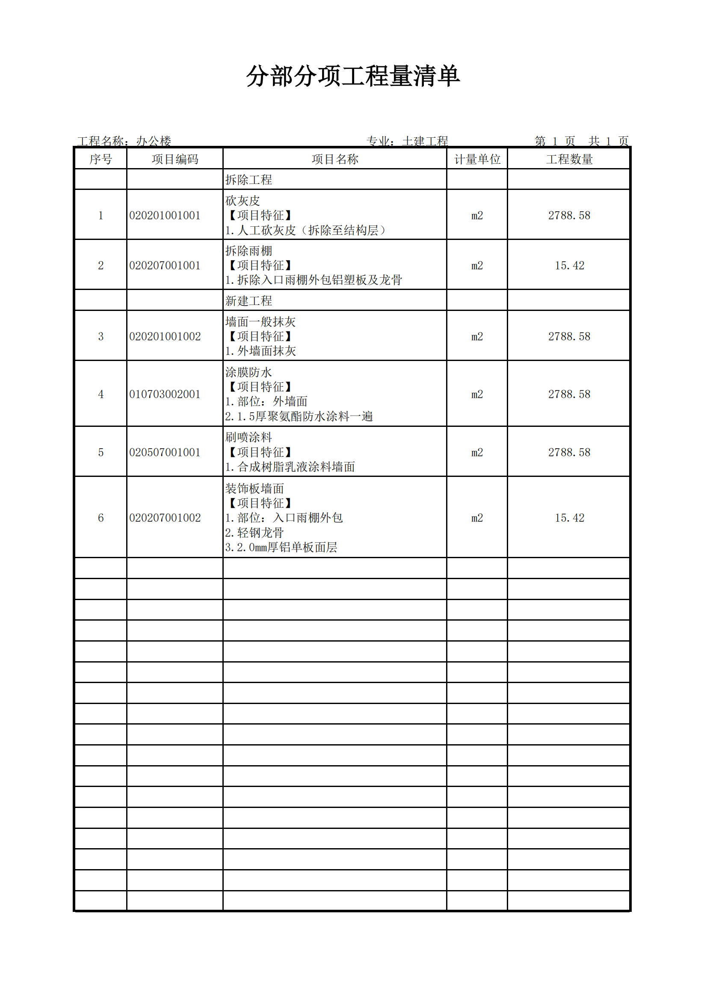 分部分项工程量清单
工程名称：办公楼 专业：土建工程 第 1 页 共 1 页
序号 项目编码 项目名称 计量单位 工程数量
拆除工程
砍灰皮
【项目特征】
1 020201001001 m2 2788.58
1.人工砍灰皮（拆除至结构层）
拆除雨棚
【项目特征】
2 020207001001 m2 15.42
1.拆除入口雨棚外包铝塑板及龙骨
新建工程
墙面一般抹灰
【项目特征】
3 020201001002 m2 2788.58
1.外墙面抹灰
涂膜防水
【项目特征】
4 010703002001 m2 2788.58
1.部位：外墙面
2.1.5厚聚氨酯防水涂料一遍
刷喷涂料
【项目特征】
5 020507001001 m2 2788.58
1.合成树脂乳液涂料墙面
装饰板墙面
【项目特征】
6 020207001002 m2 15.42
1.部位：入口雨棚外包
2.轻钢龙骨
3.2.0mm厚铝单板面层